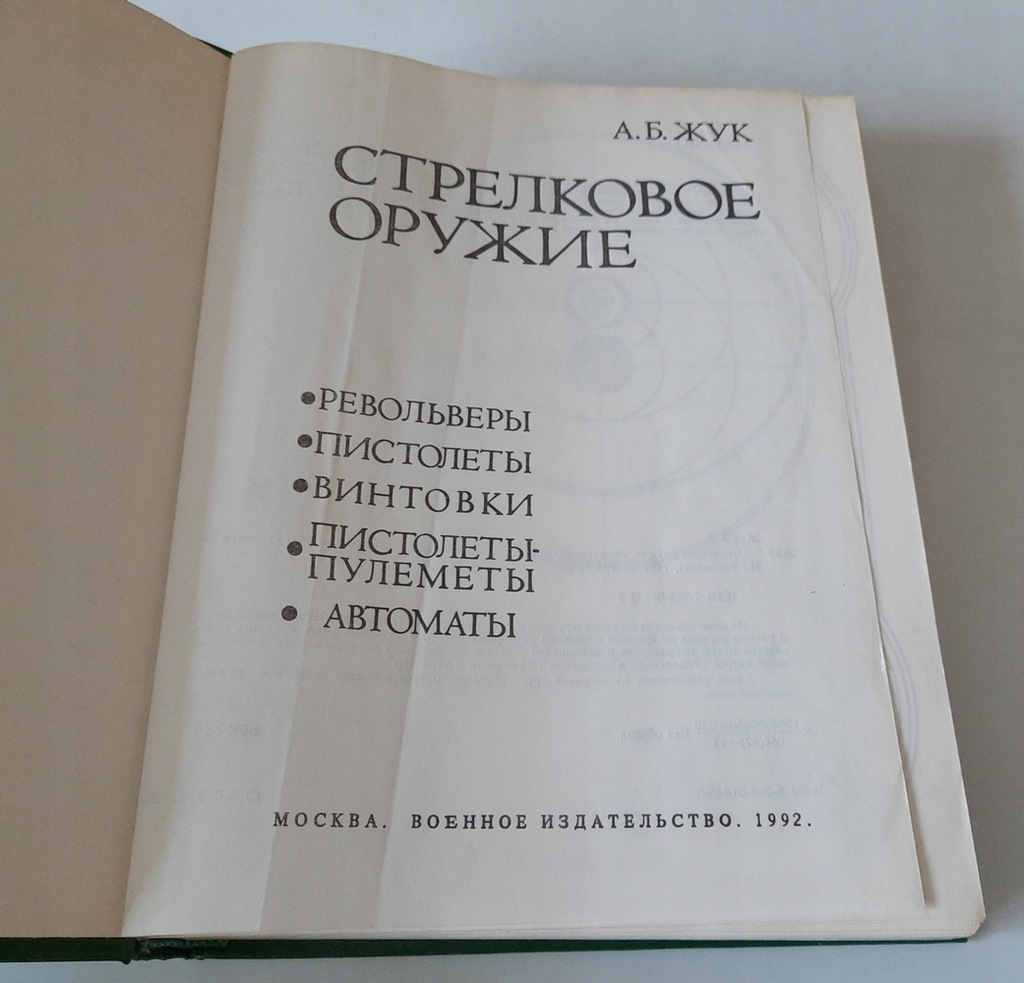 А.Б. ЖУК
СТРЕЛКОВОЕ
ОРУЖИЕ
● РЕВОЛЬВЕРЫ
● ПИСТОЛЕТЫ
● ВИНТОВКИ
● ПИСТОЛЕТЫ-
ПУЛЕМЕТЫ
● АВТОМАТЫ
МОСКВА. ВОЕННОЕ ИЗДАТЕЛЬСТВО. 1992.